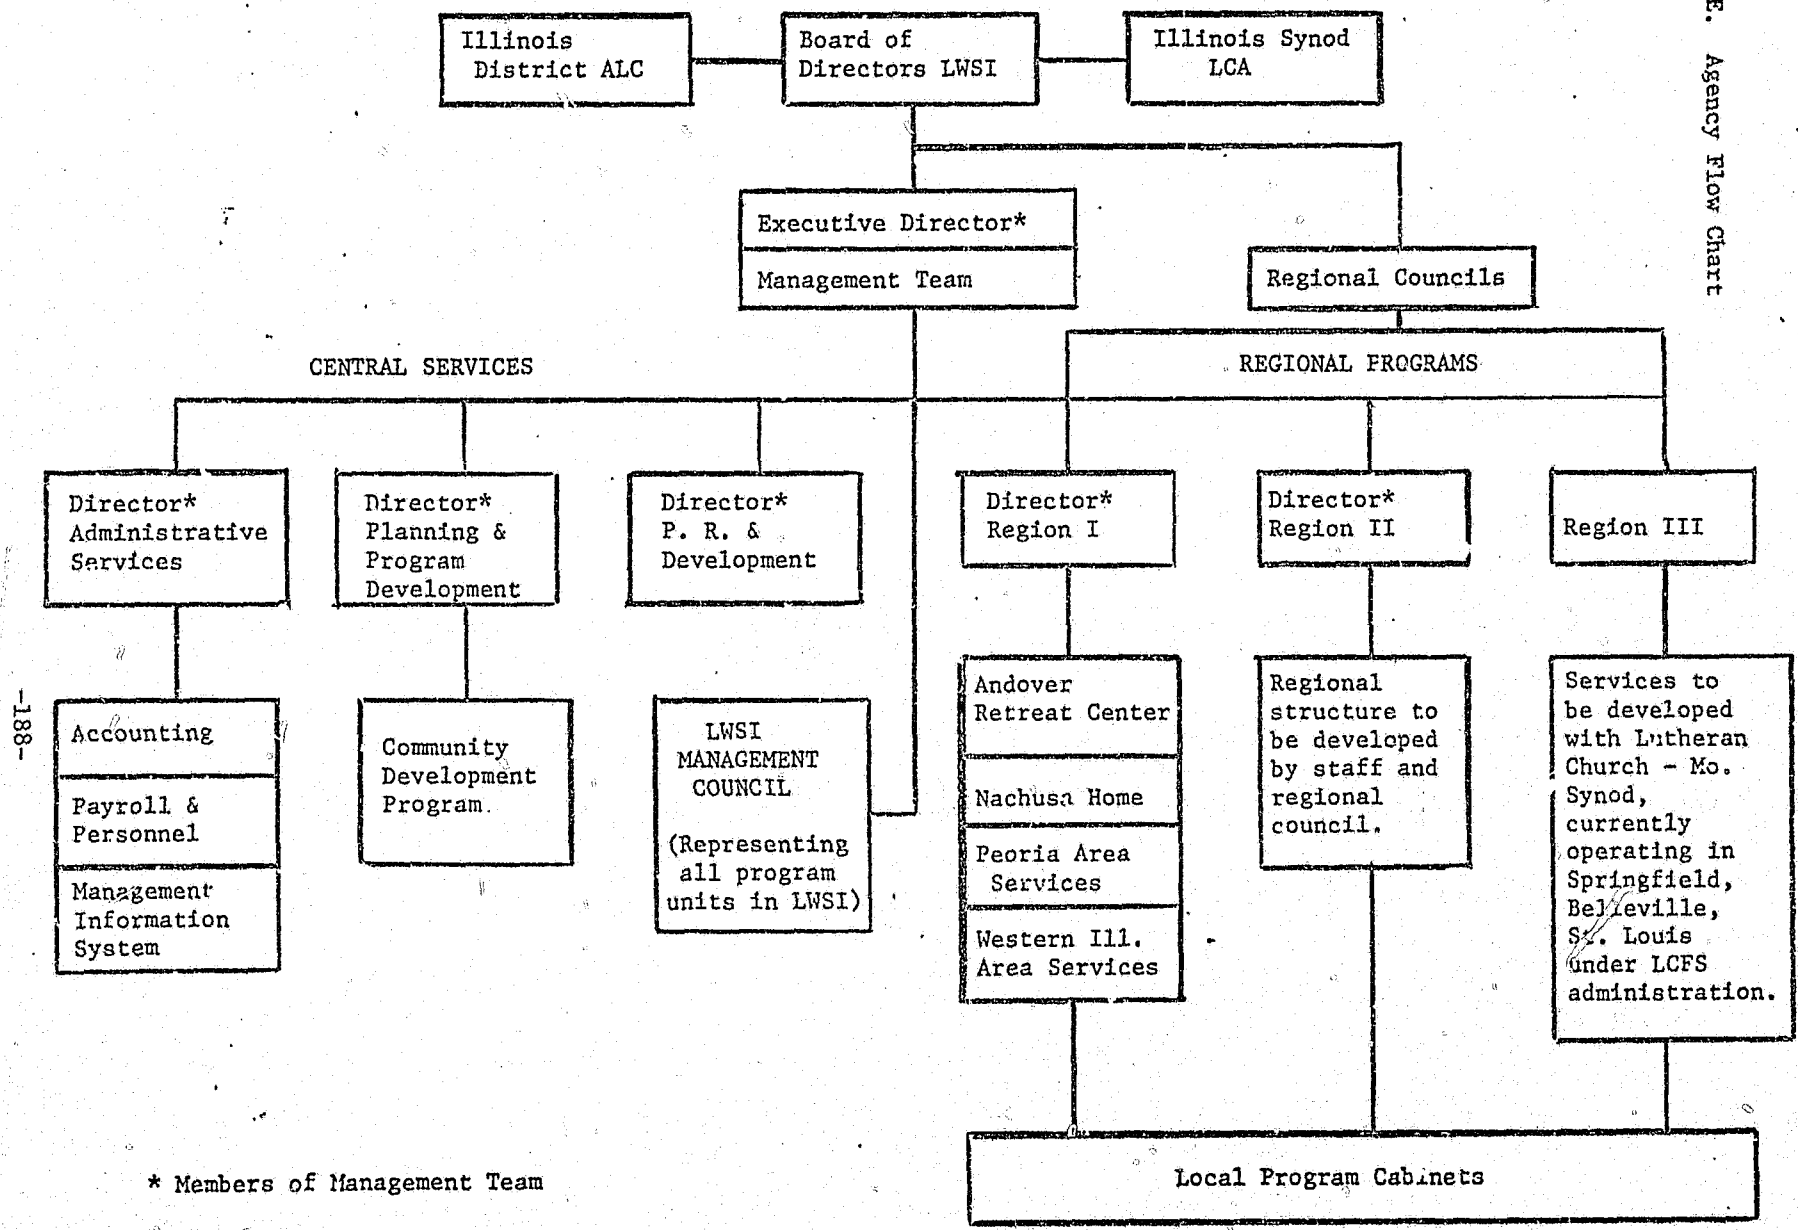 E. Agency Flow Chart
Illinois
District ALC
Board of
Directors LWSI
Illinois Synod
LCA
Executive Director*
Management Team
Regional Councils
CENTRAL SERVICES
REGIONAL PROGRAMS
Director*
Administrative
Services
Director*
Planning &
Program
Development
Director*
P. R. &
Development
Director*
Region I
Director*
Region II
Region III
Accounting
Payroll &
Personnel
Management
Information
System
Community
Development
Program.
LWSI
MANAGEMENT
COUNCIL
(Representing
all program
units in LWSI)
Andover
Retreat Center
Nachusa Home
Peoria Area
Services
Western Ill.
Area Services
Regional
structure to
be developed
by staff and
regional
council.
Services to
be developed
with Lutheran
Church - Mo.
Synod,
currently
operating in
Springfield,
Belleville,
St. Louis
under LCFS
administration.
Local Program Cabinets
* Members of Management Team
-188-